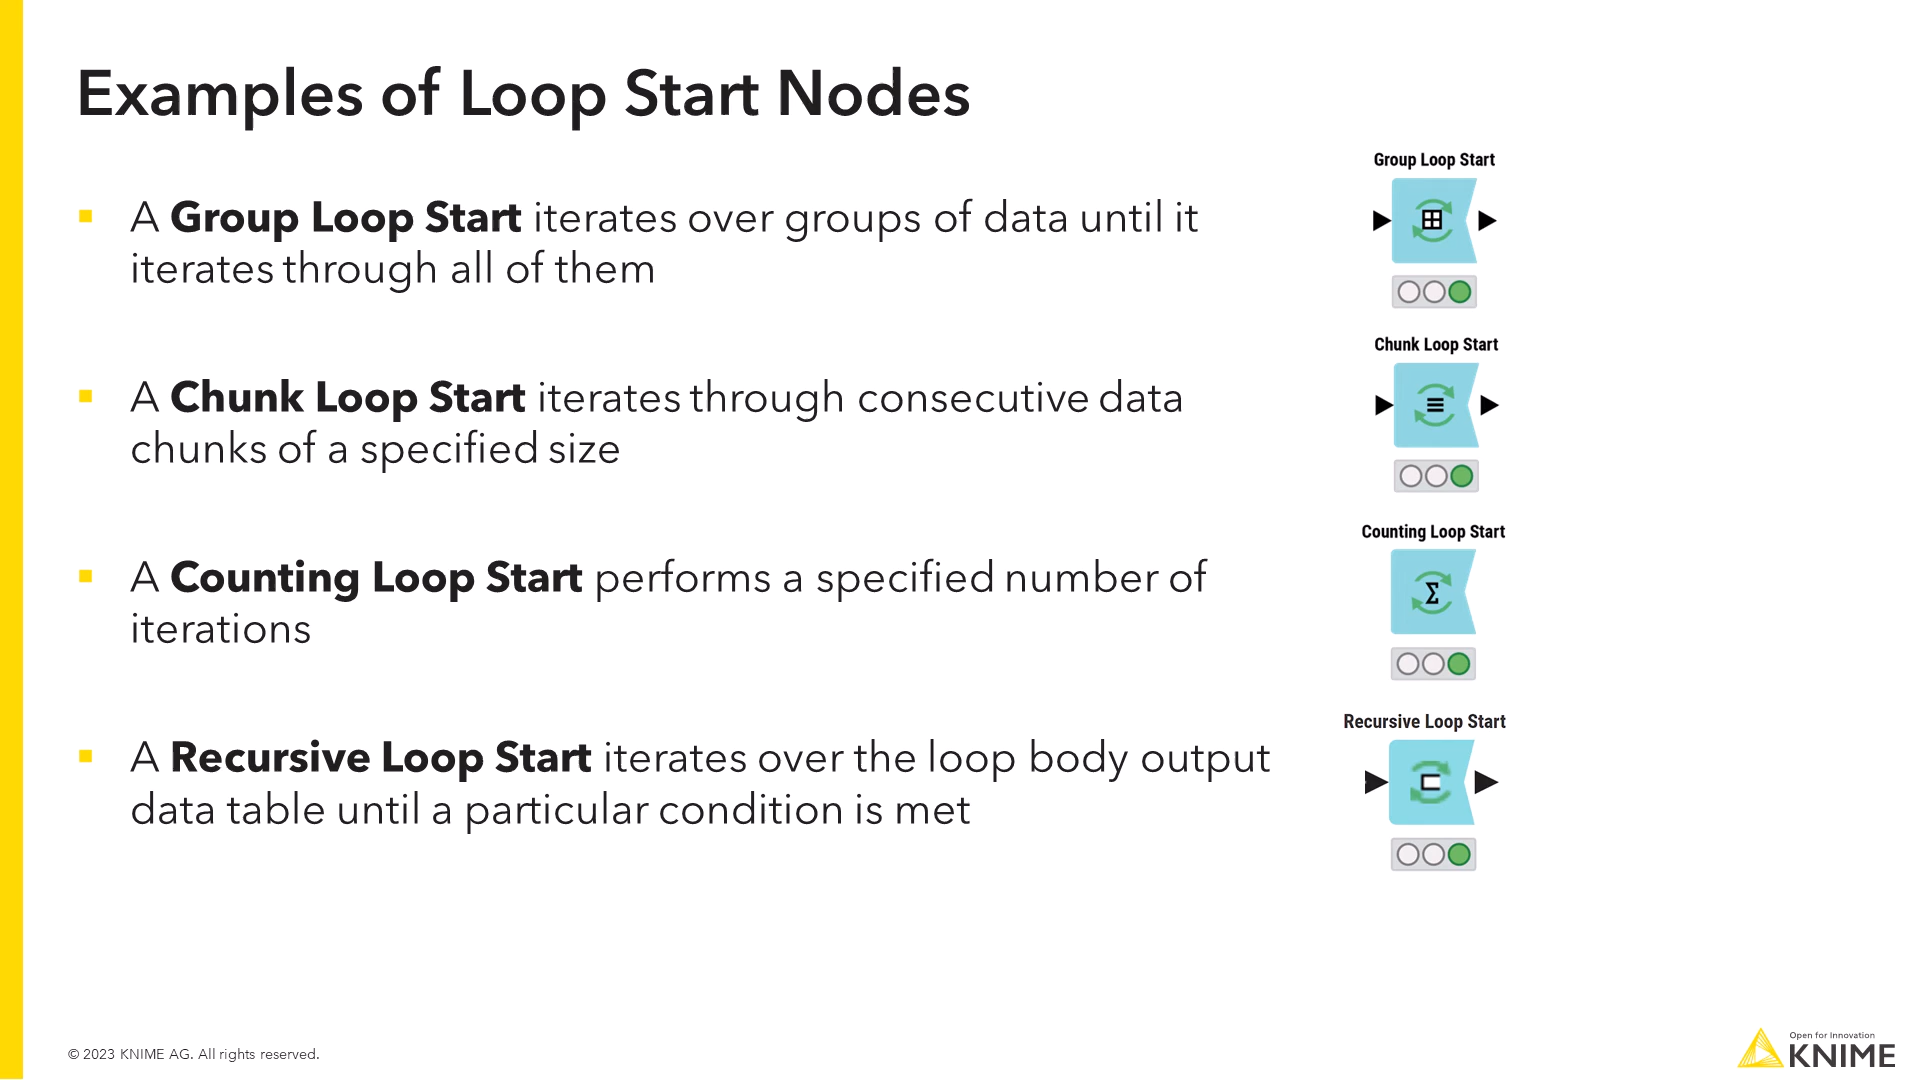 Examples of Loop Start Nodes
▪ A Group Loop Start iterates over groups of data until it
iterates through all of them
▪ A Chunk Loop Start iterates through consecutive data
chunks of a specified size
▪ A Counting Loop Start performs a specified number of
iterations
▪ A Recursive Loop Start iterates over the loop body output
data table until a particular condition is met
Group Loop Start
Chunk Loop Start
Counting Loop Start
Σ
Recursive Loop Start
© 2023 KNIME AG. All rights reserved.
Open for Innovation
KNIME